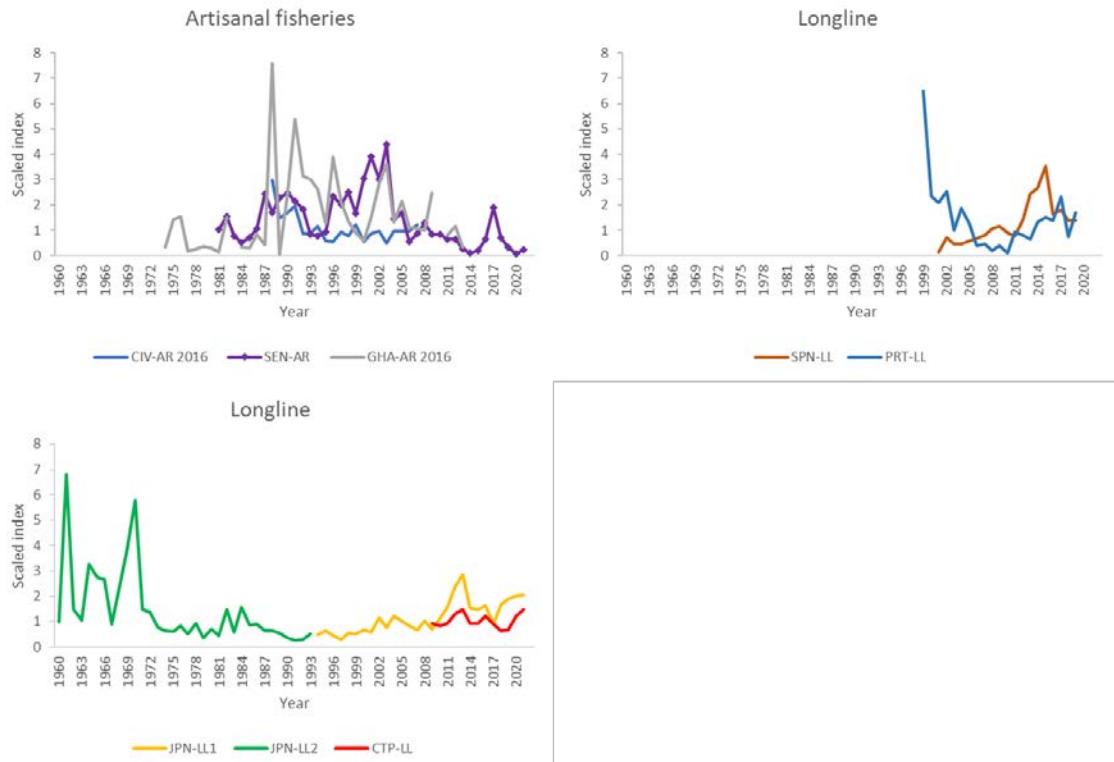 Artisanal fisheries
8
7
6
5
4
3
2
1
0
Scaled index
1960 1963 1966 1969 1972 1975 1978 1981 1984 1987 1990 1993 1996 1999 2002 2005 2008 2011 2014 2017 2020
Year
CIV-AR 2016 SEN-AR GHA-AR 2016
Longline
8
7
6
5
4
3
2
1
0
Scaled index
1960 1963 1966 1969 1972 1975 1978 1981 1984 1987 1990 1993 1996 1999 2002 2005 2008 2011 2014 2017 2020
Year
SPN-LL PRT-LL
Longline
8
7
6
5
4
3
2
1
0
Scaled index
1960 1963 1966 1969 1972 1975 1978 1981 1984 1987 1990 1993 1996 1999 2002 2005 2008 2011 2014 2017 2020
Year
JPN-LL1 JPN-LL2 CTP-LL